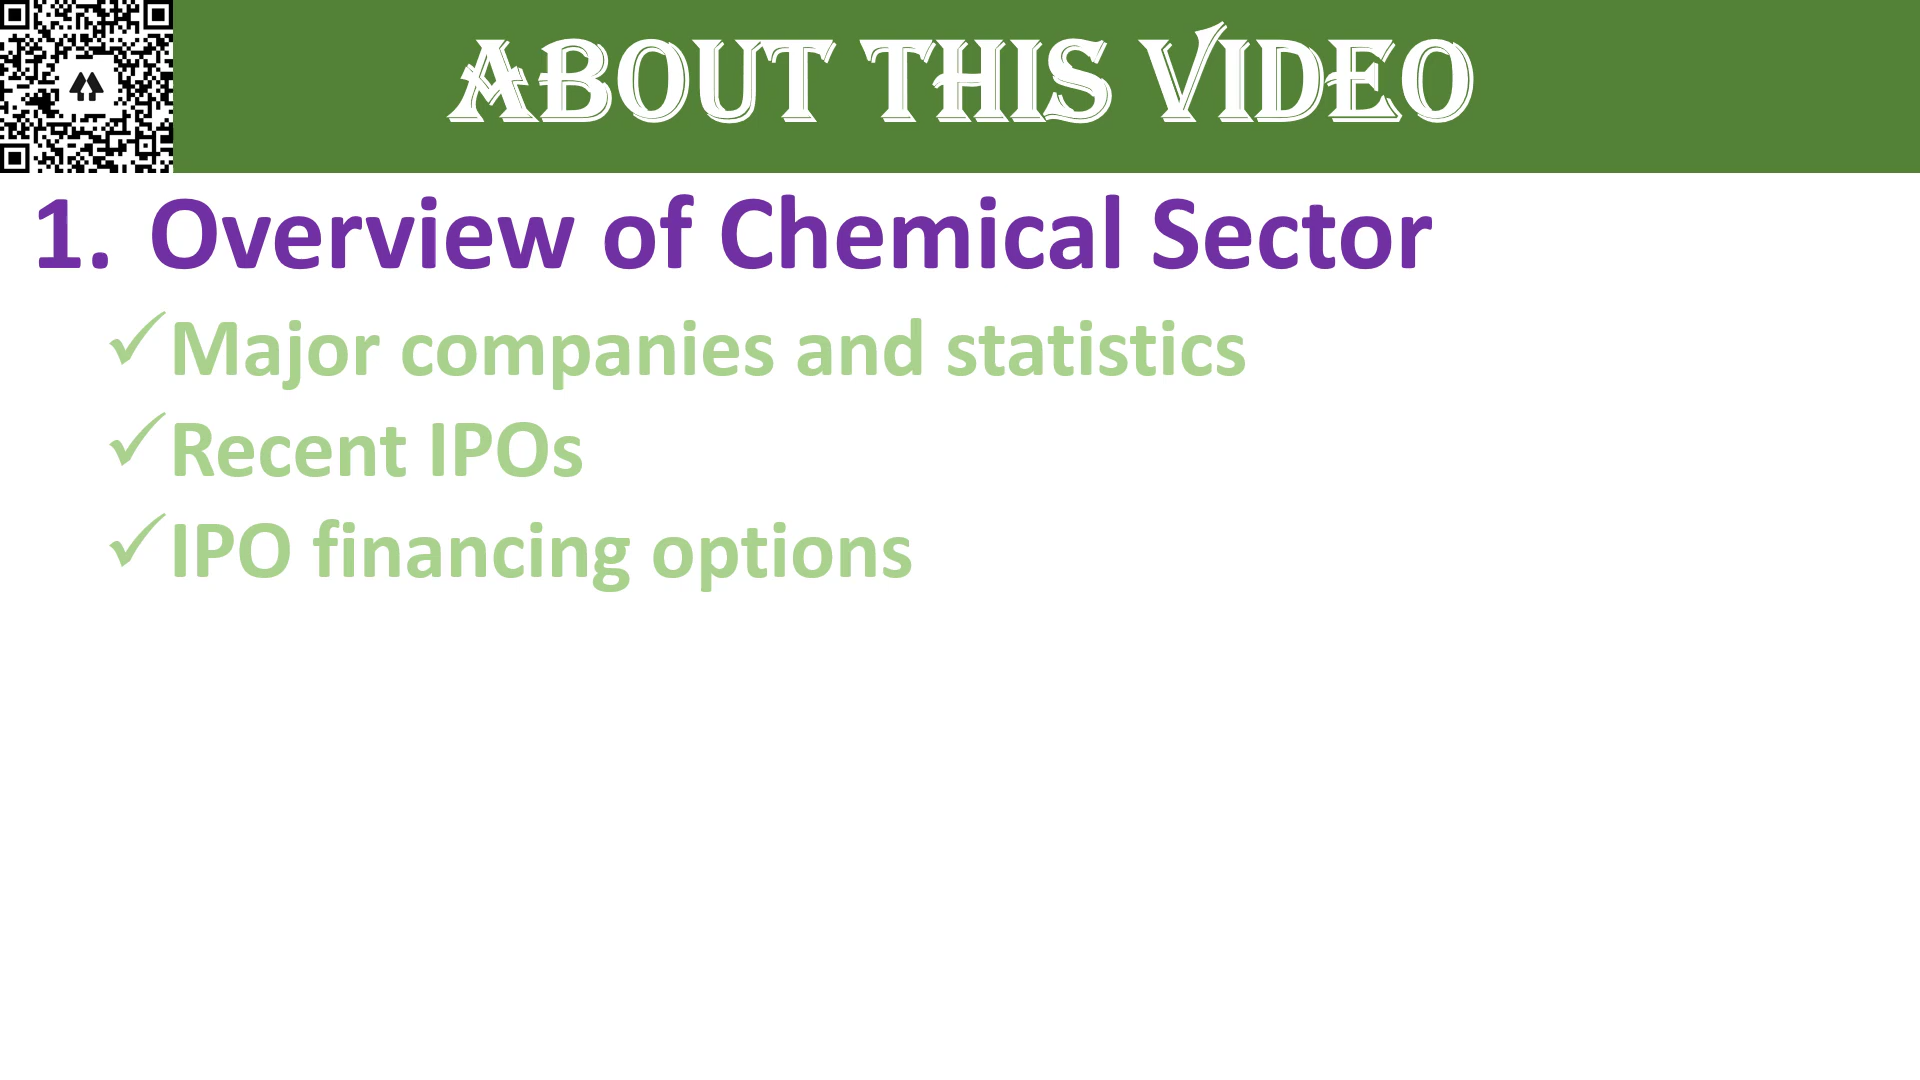 ABOUT THIS VIDEO
1. Overview of Chemical Sector
✓Major companies and statistics
✓Recent IPOs
✓IPO financing options